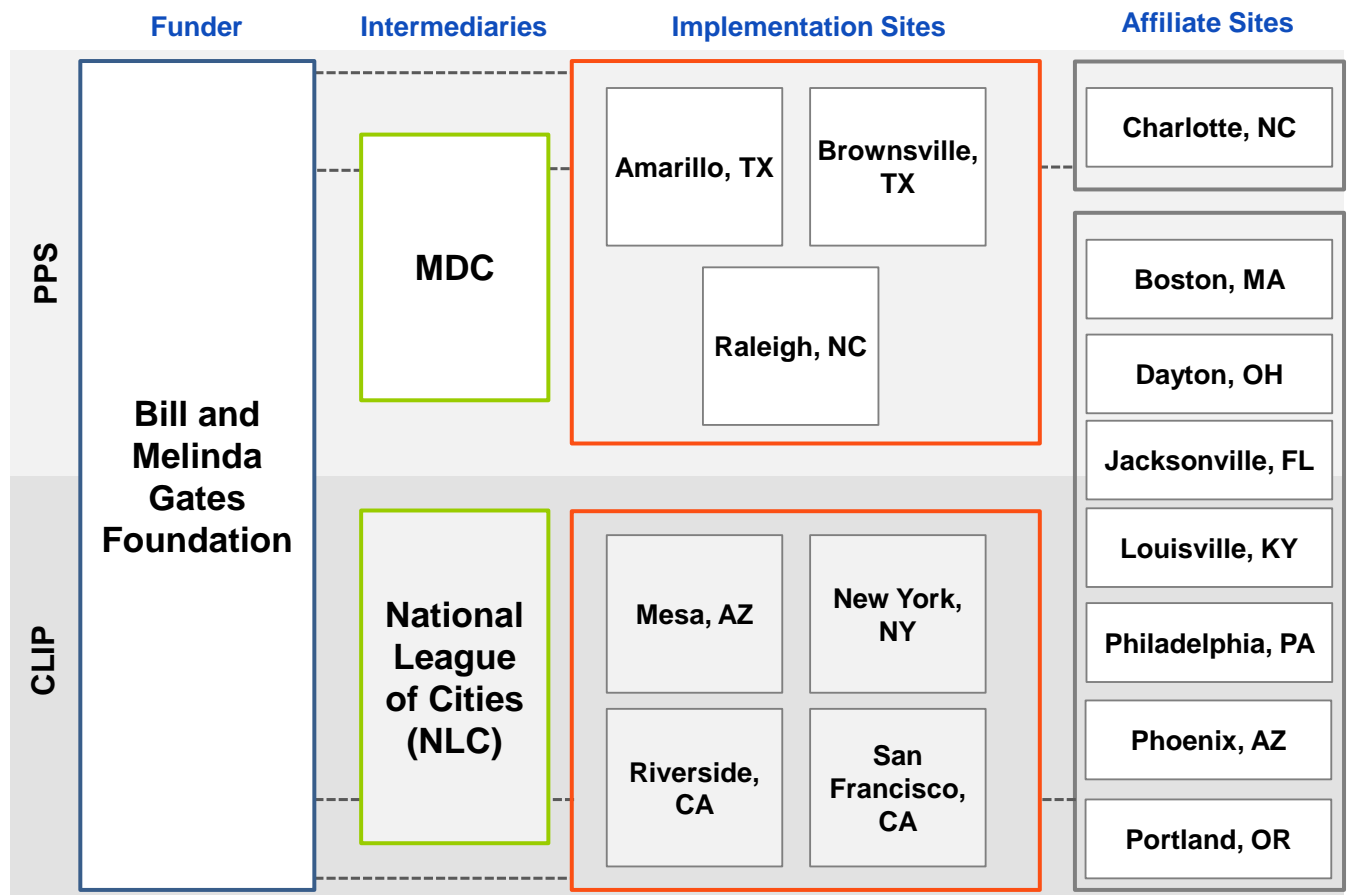 Funder
Intermediaries
Implementation Sites
Affiliate Sites
PPS
CLIP
Bill and
Melinda
Gates
Foundation
MDC
National
League
of Cities
(NLC)
Amarillo, TX
Brownsville,
TX
Raleigh, NC
Mesa, AZ
New York,
NY
Riverside,
CA
San
Francisco,
CA
Charlotte, NC
Boston, MA
Dayton, OH
Jacksonville, FL
Louisville, KY
Philadelphia, PA
Phoenix, AZ
Portland, OR